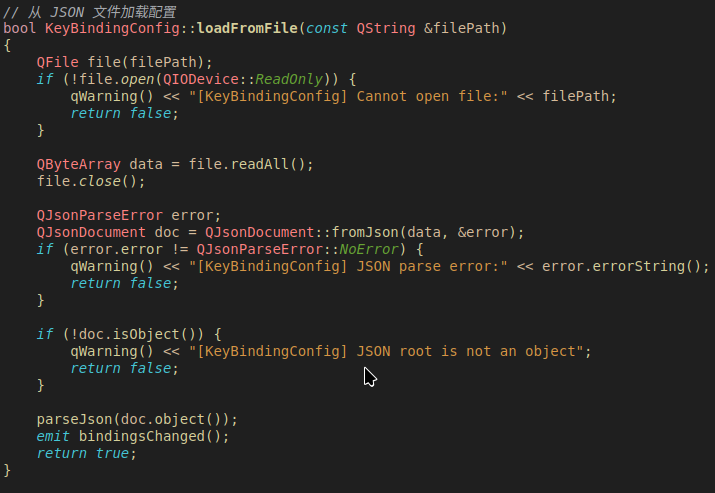 // 从 JSON 文件加载配置
bool KeyBindingConfig::loadFromFile(const QString &filePath)
{
    QFile file(filePath);
    if (!file.open(QIODevice::ReadOnly)) {
        qWarning() << "[KeyBindingConfig] Cannot open file:" << filePath;
        return false;
    }

    QByteArray data = file.readAll();
    file.close();

    QJsonParseError error;
    QJsonDocument doc = QJsonDocument::fromJson(data, &error);
    if (error.error != QJsonParseError::NoError) {
        qWarning() << "[KeyBindingConfig] JSON parse error:" << error.errorString();
        return false;
    }

    if (!doc.isObject()) {
        qWarning() << "[KeyBindingConfig] JSON root is not an object";
        return false;
    }

    parseJson(doc.object());
    emit bindingsChanged();
    return true;
}